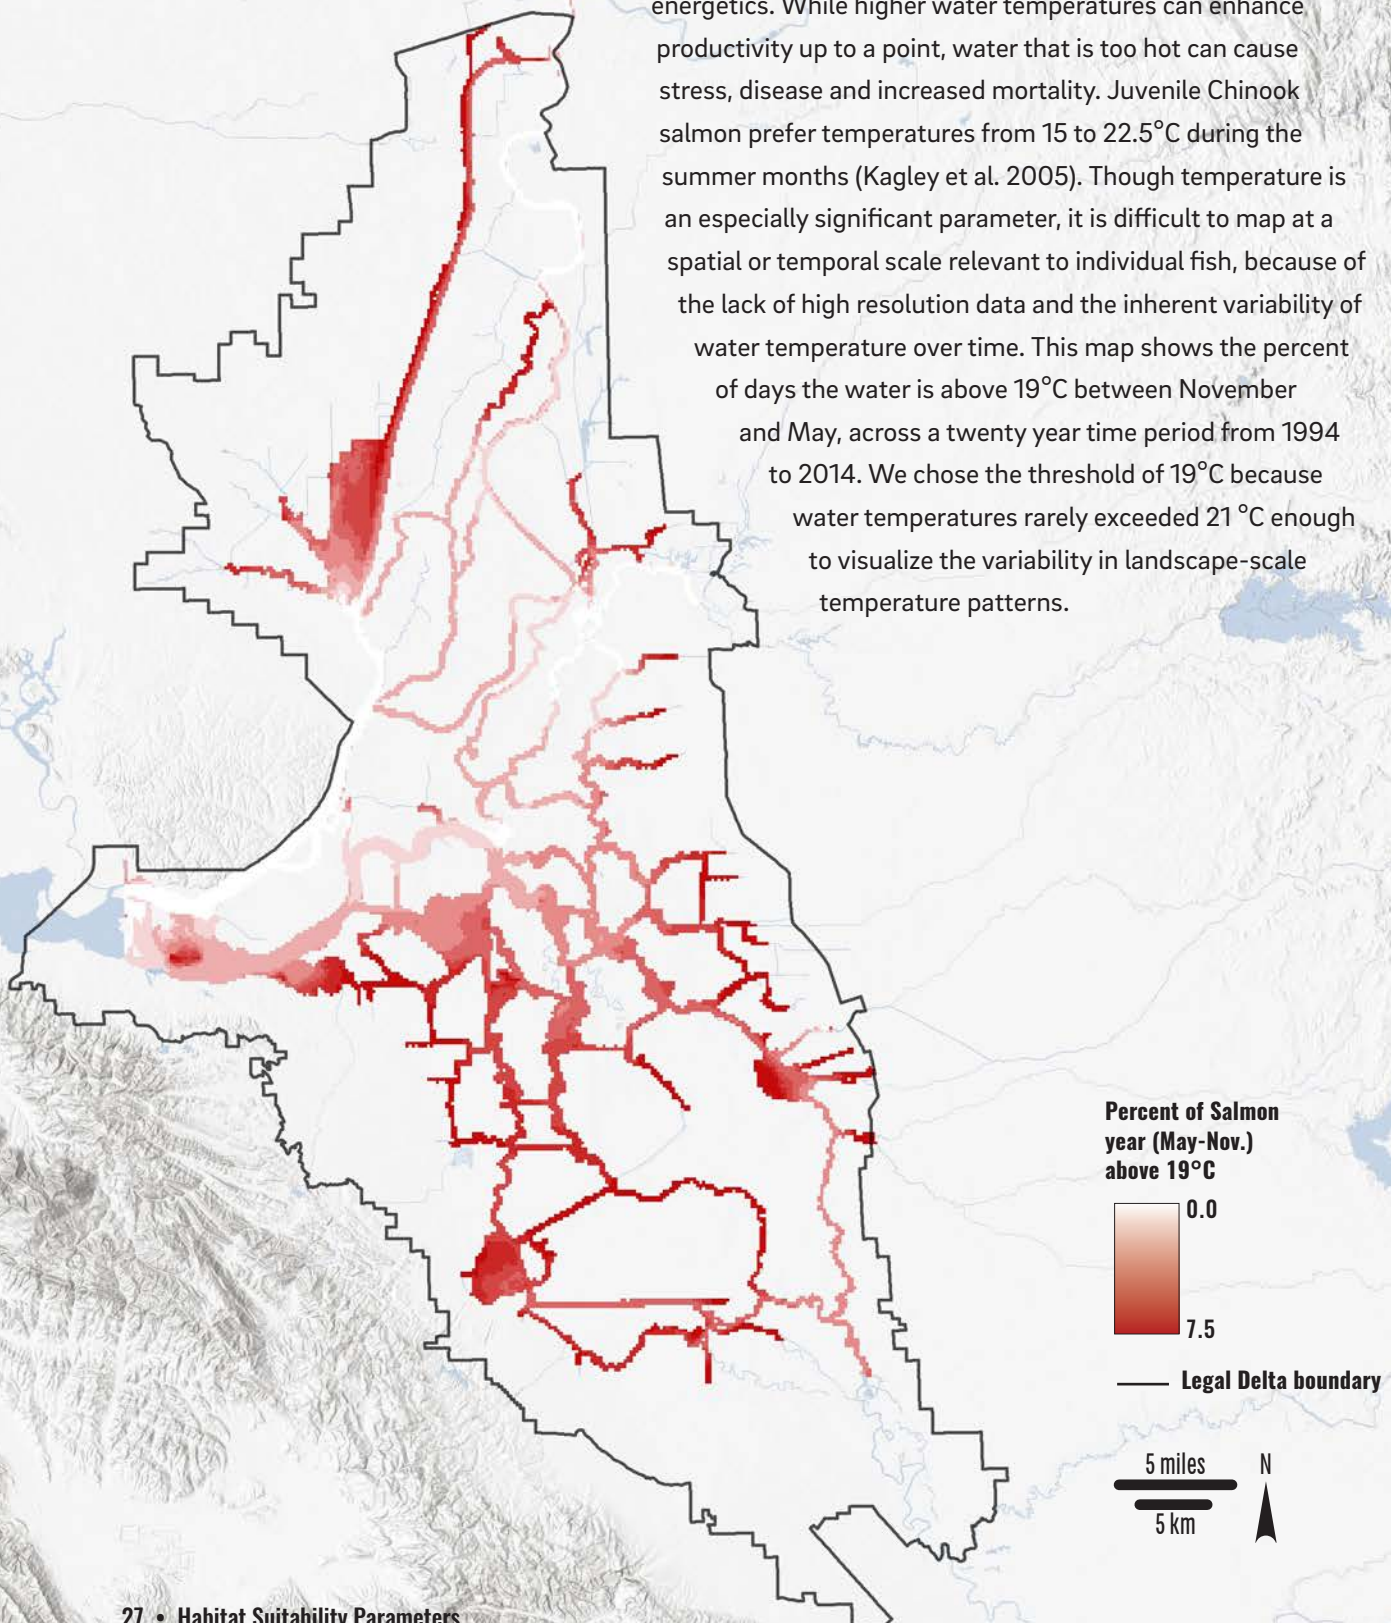 energetics. While higher water temperatures can enhance
productivity up to a point, water that is too hot can cause
stress, disease and increased mortality. Juvenile Chinook
salmon prefer temperatures from 15 to 22.5°C during the
summer months (Kagley et al. 2005). Though temperature is
an especially significant parameter, it is difficult to map at a
spatial or temporal scale relevant to individual fish, because of
the lack of high resolution data and the inherent variability of
water temperature over time. This map shows the percent
of days the water is above 19°C between November
and May, across a twenty year time period from 1994
to 2014. We chose the threshold of 19°C because
water temperatures rarely exceeded 21 °C enough
to visualize the variability in landscape-scale
temperature patterns.
Percent of Salmon
year (May-Nov.)
above 19°C
0.0
7.5
Legal Delta boundary
5 miles
N
5 km
27 • Habitat Suitability Parameters